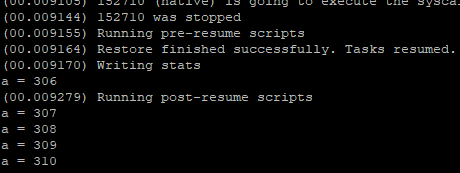 (00.009105) 152710 (native) is going to execute the syscal
(00.009144) 152710 was stopped
(00.009155) Running pre-resume scripts
(00.009164) Restore finished successfully. Tasks resumed.
(00.009170) Writing stats
a = 306
(00.009279) Running post-resume scripts
a = 307
a = 308
a = 309
a = 310